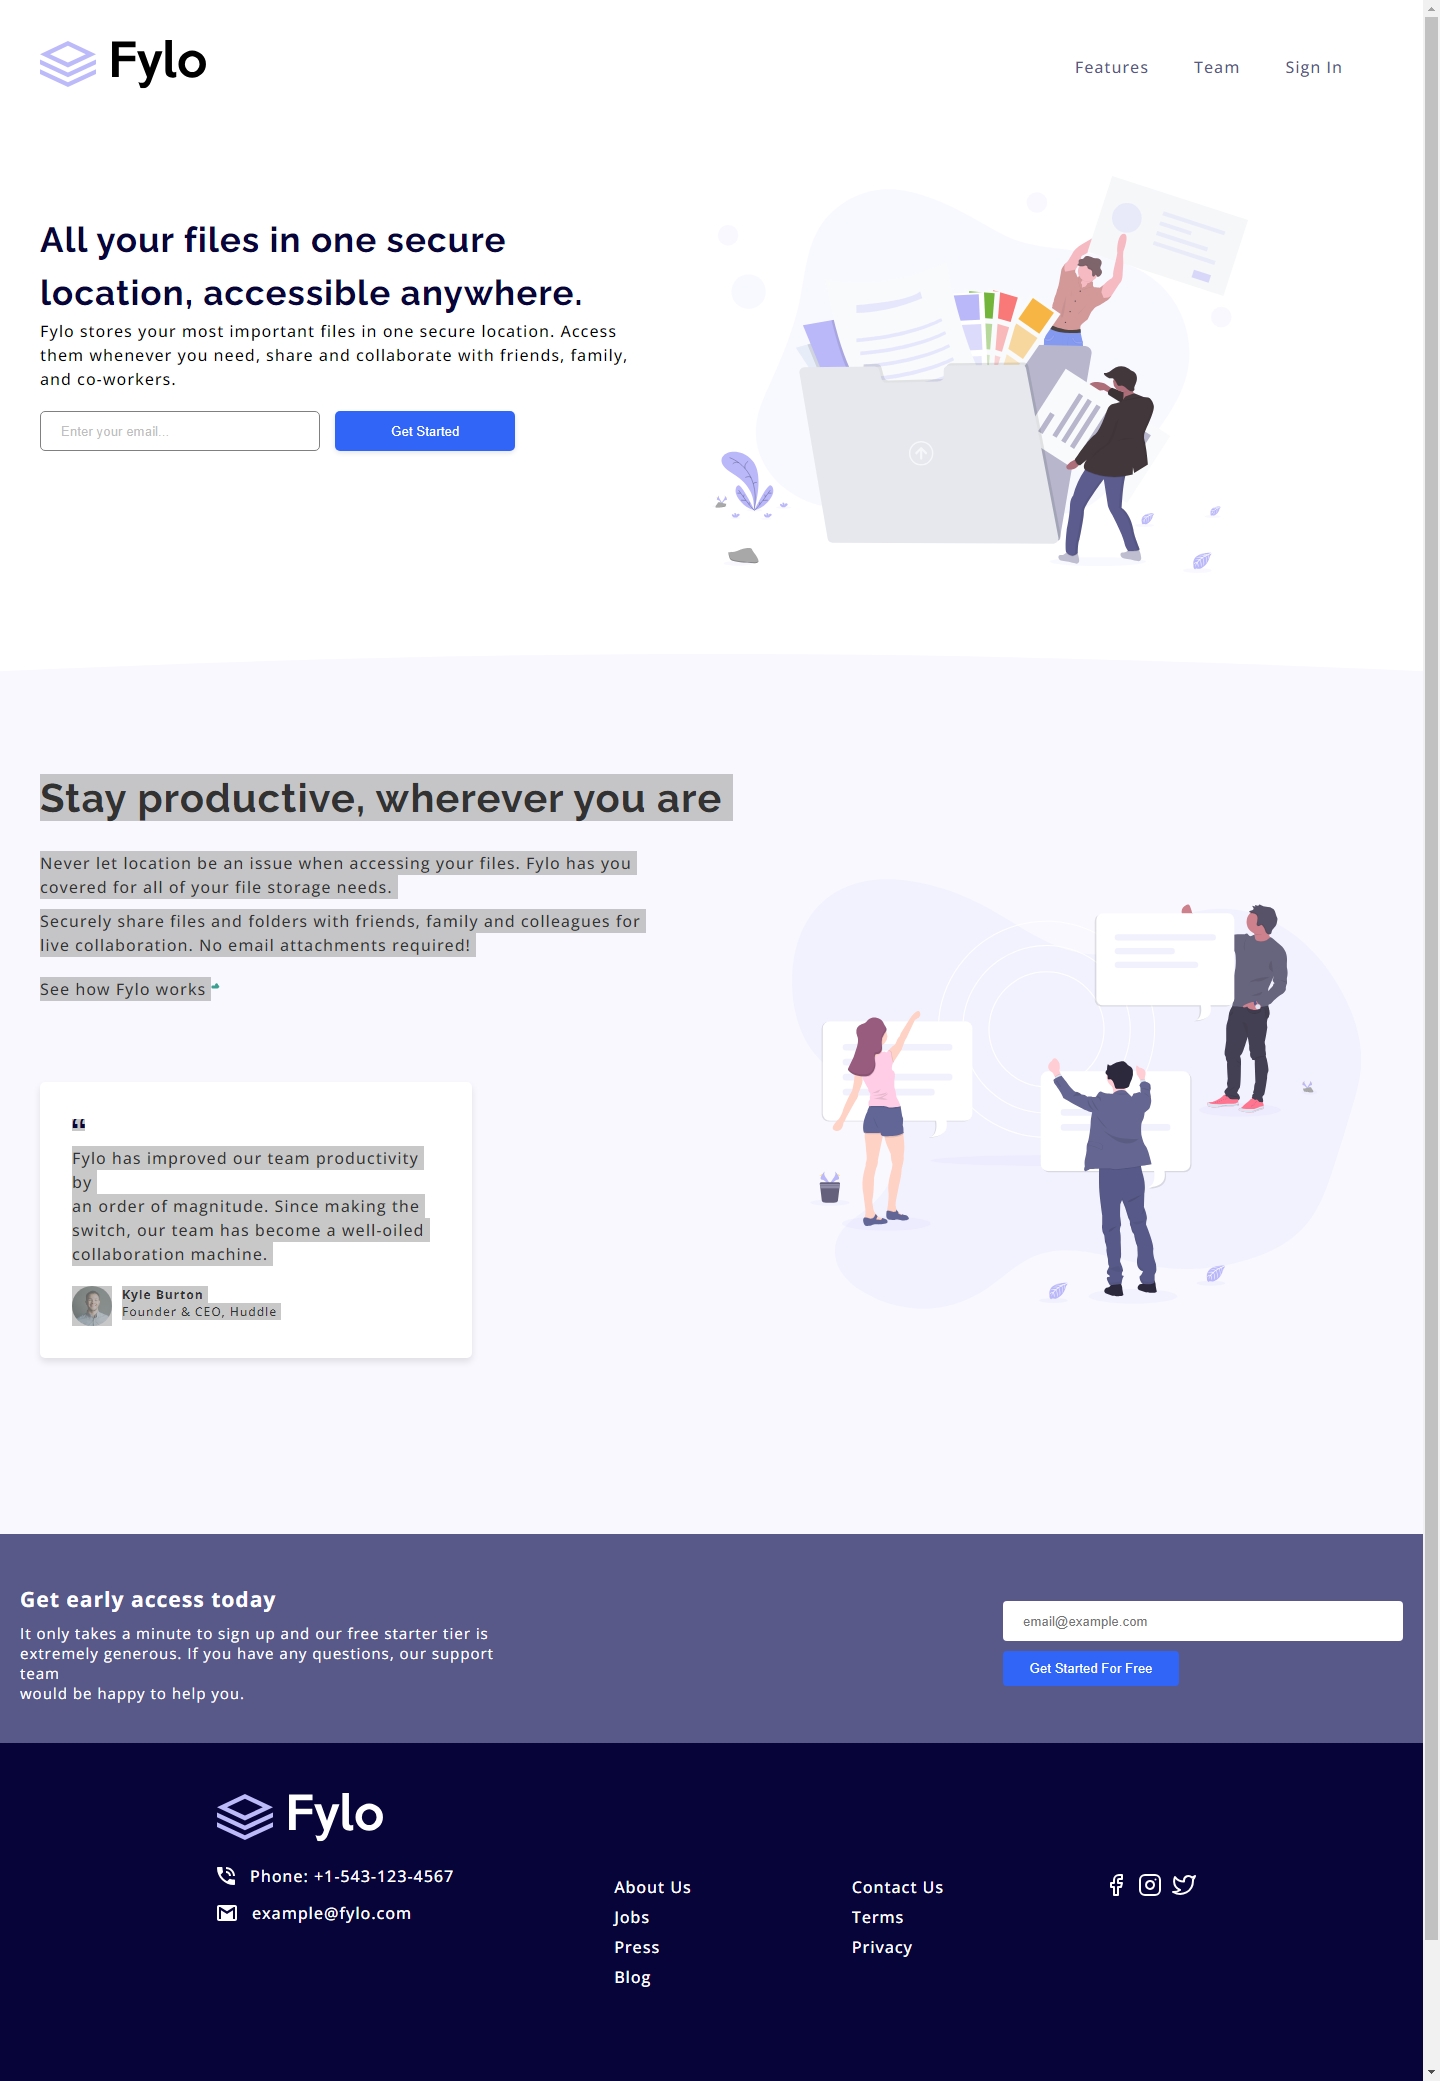 Fylo
Features Team Sign In
All your files in one secure
location, accessible anywhere.
Fylo stores your most important files in one secure location. Access
them whenever you need, share and collaborate with friends, family,
and co-workers.
Enter your email... Get Started
Stay productive, wherever you are
Never let location be an issue when accessing your files. Fylo has you
covered for all of your file storage needs.
Securely share files and folders with friends, family and colleagues for
live collaboration. No email attachments required!
See how Fylo works
“
Fylo has improved our team productivity
by
an order of magnitude. Since making the
switch, our team has become a well-oiled
collaboration machine.
Kyle Burton
Founder & CEO, Huddle
Get early access today
It only takes a minute to sign up and our free starter tier is
extremely generous. If you have any questions, our support
team
would be happy to help you.
email@example.com
Get Started For Free
Fylo
Phone: +1-543-123-4567
example@fylo.com
About Us
Jobs
Press
Blog
Contact Us
Terms
Privacy